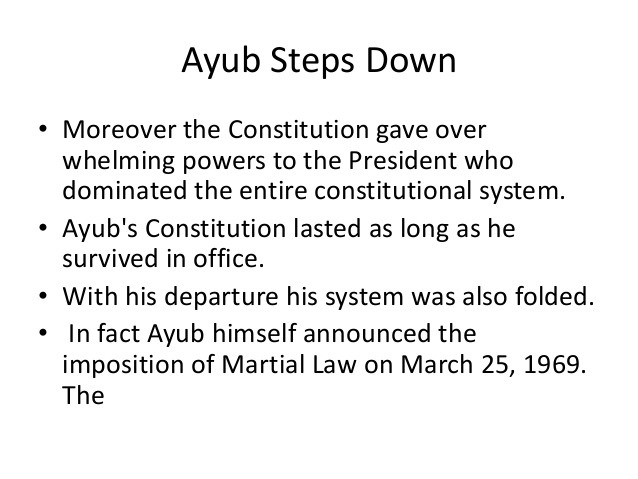 Ayub Steps Down
• Moreover the Constitution gave over
whelming powers to the President who
dominated the entire constitutional system.
• Ayub's Constitution lasted as long as he
survived in office.
• With his departure his system was also folded.
• In fact Ayub himself announced the
imposition of Martial Law on March 25, 1969.
The